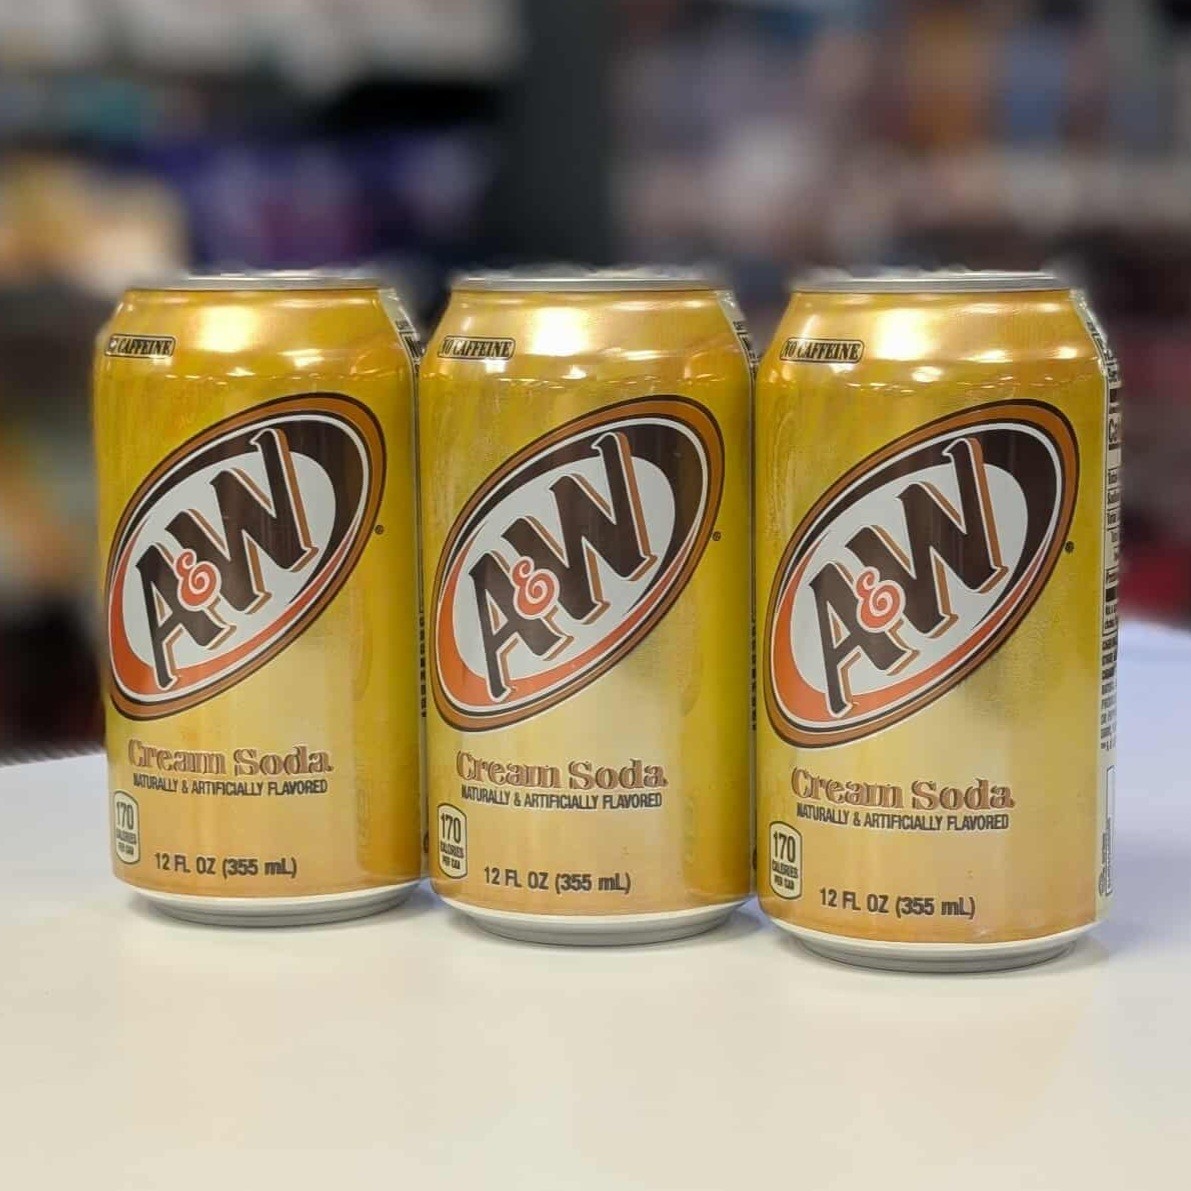 NO CAFFEINE
A&W®
Cream Soda
NATURALLY & ARTIFICIALLY FLAVORED
170
CALORIES
PER CAN
12 FL OZ (355 mL)
NO CAFFEINE
A&W®
Cream Soda
NATURALLY & ARTIFICIALLY FLAVORED
170
CALORIES
PER CAN
12 FL OZ (355 mL)
NO CAFFEINE
A&W®
Cream Soda
NATURALLY & ARTIFICIALLY FLAVORED
170
CALORIES
PER CAN
12 FL OZ (355 mL)